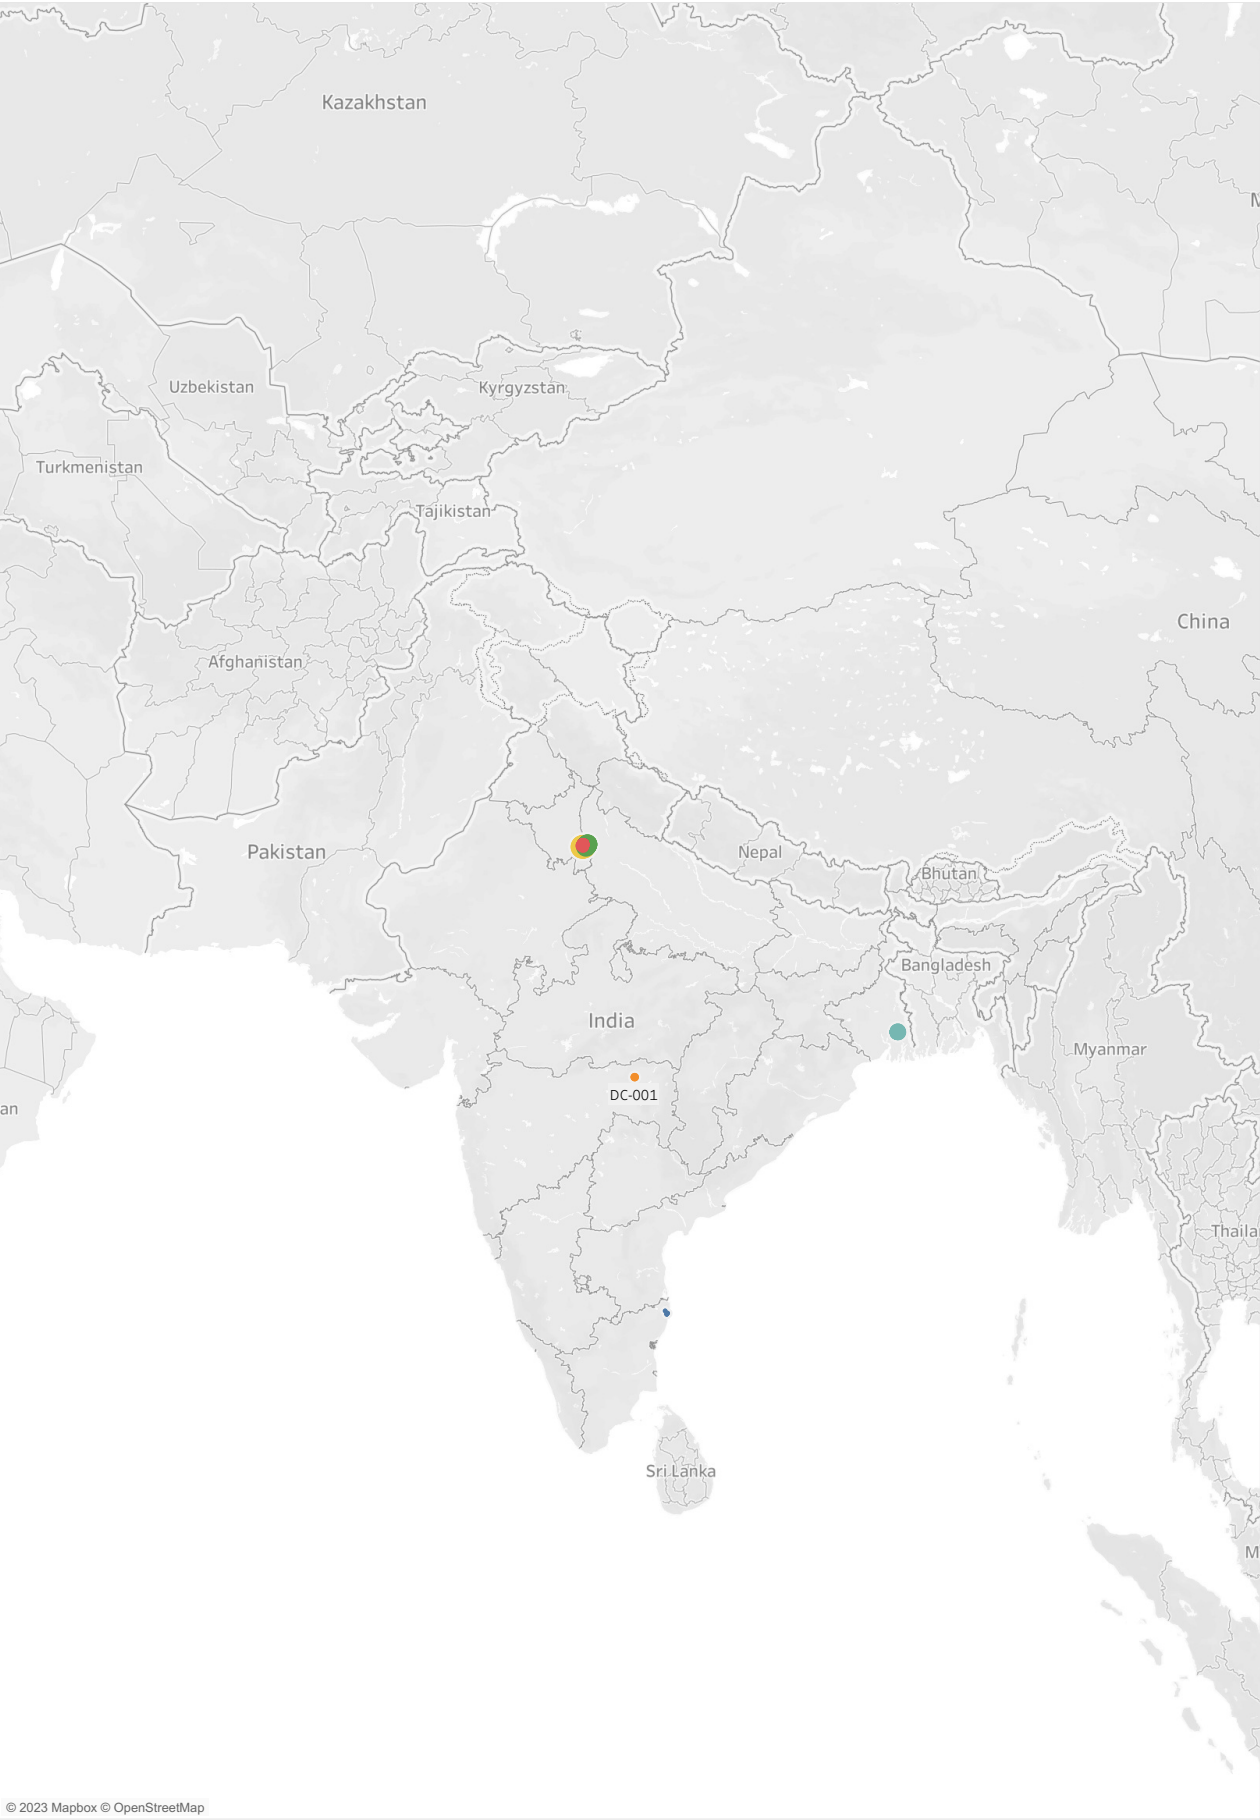 Kazakhstan
M
Uzbekistan
Kyrgyzstan
Turkmenistan
Tajikistan
China
Afghanistan
Pakistan
Nepal
Bhutan
Bangladesh
India
Myanmar
DC-001
an
Thaila
Sri Lanka
M
© 2023 Mapbox © OpenStreetMap